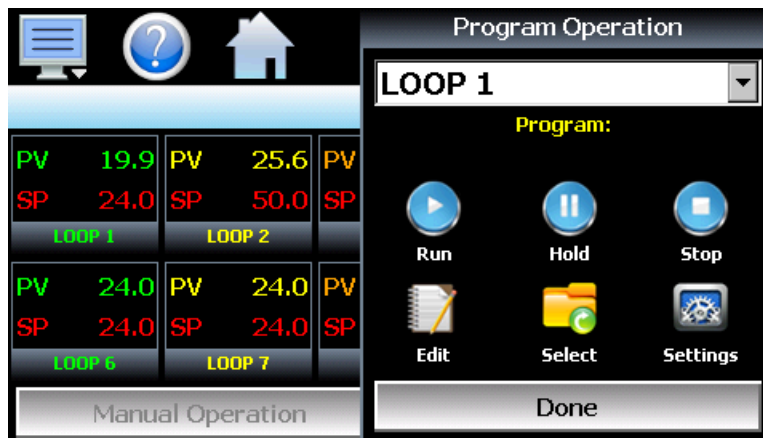 ?
Program Operation
LOOP 1
Program:
PV 19.9 PV 25.6 PV
SP 24.0 SP 50.0 SP
LOOP 1 LOOP 2
Run Hold Stop
PV 24.0 PV 24.0 PV
SP 24.0 SP 24.0 SP
LOOP 6 LOOP 7
Edit Select Settings
Manual Operation
Done